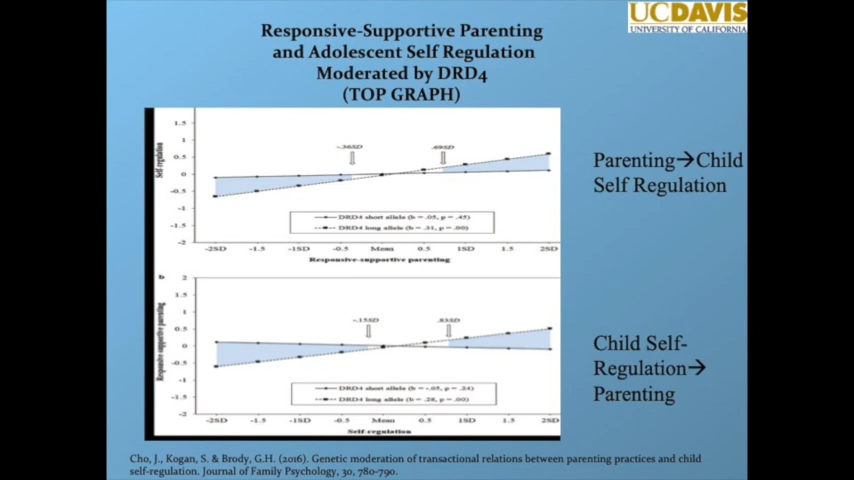 UCDAVIS
UNIVERSITY OF CALIFORNIA
Responsive-Supportive Parenting
and Adolescent Self Regulation
Moderated by DRD4
(TOP GRAPH)
Self-regulation
1.5
1
0.5
0
-0.5
-1
-1.5
-2
-.36SD
.69SD
DRD4 short allele (b = .05, p = .45)
DRD4 long allele (b = .31, p = .00)
-2SD -1.5 -1SD -0.5 Mean 0.5 1SD 1.5 2SD
Responsive-supportive parenting
Parenting→Child
Self Regulation
b
Responsive-supportive parenting
2
1.5
1
0.5
0
-0.5
-1
-1.5
-2
-.15SD
.83SD
DRD4 short allele (b = -.05, p = .24)
DRD4 long allele (b = .28, p = .00)
-2SD -1.5 -1SD -0.5 Mean 0.5 1SD 1.5 2SD
Self-regulation
Child Self-
Regulation→
Parenting
Cho, J., Kogan, S. & Brody, G.H. (2016). Genetic moderation of transactional relations between parenting practices and child
self-regulation. Journal of Family Psychology, 30, 780-790.